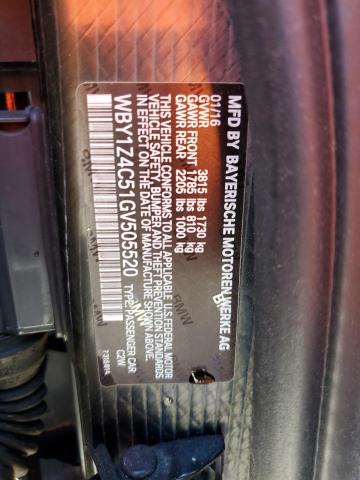 MFD BY BAYERISCHE MOTOREN WERKE AG
01/16
GVWR 3815 lbs 1730 kg
GAWR FRONT 1785 lbs 810 kg
GAWR REAR 2205 lbs 1000 kg
THIS VEHICLE CONFORMS TO ALL APPLICABLE U.S. FEDERAL MOTOR
VEHICLE SAFETY, BUMPER AND THEFT PREVENTION STANDARDS
IN EFFECT ON THE DATE OF MANUFACTURE SHOWN ABOVE.
WBY1Z4C51GV505520 TYPE: PASSENGER CAR
C2W